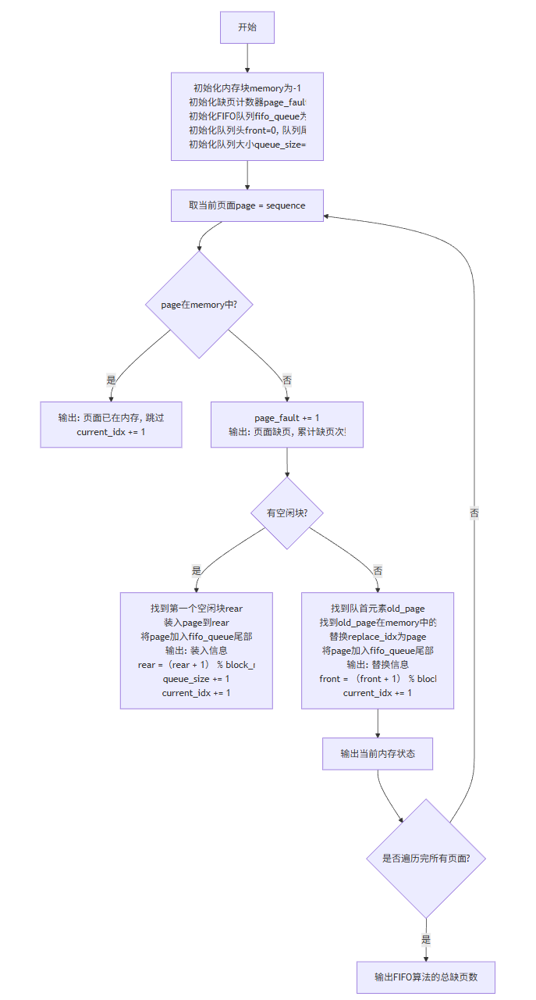 开始
初始化内存块memory为-1
初始化缺页计数器page_faul
初始化FIFO队列fifo_queue为
初始化队列头front=0, 队列
初始化队列大小queue_size=
取当前页面page = sequence
page在memory中?
是
否
输出: 页面已在内存, 跳过
current_idx += 1
page_fault += 1
输出: 页面缺页, 累计缺页次
有空闲块?
是
否
找到第一个空闲块rear
装入page到rear
将page加入fifo_queue尾部
输出: 装入信息
rear = （rear + 1） % block_
queue_size += 1
current_idx += 1
找到队首元素old_page
找到old_page在memory中的
替换replace_idx为page
将page加入fifo_queue尾部
输出: 替换信息
front = （front + 1） % bloc
current_idx += 1
输出当前内存状态
是否遍历完所有页面?
否
是
输出FIFO算法的总缺页数